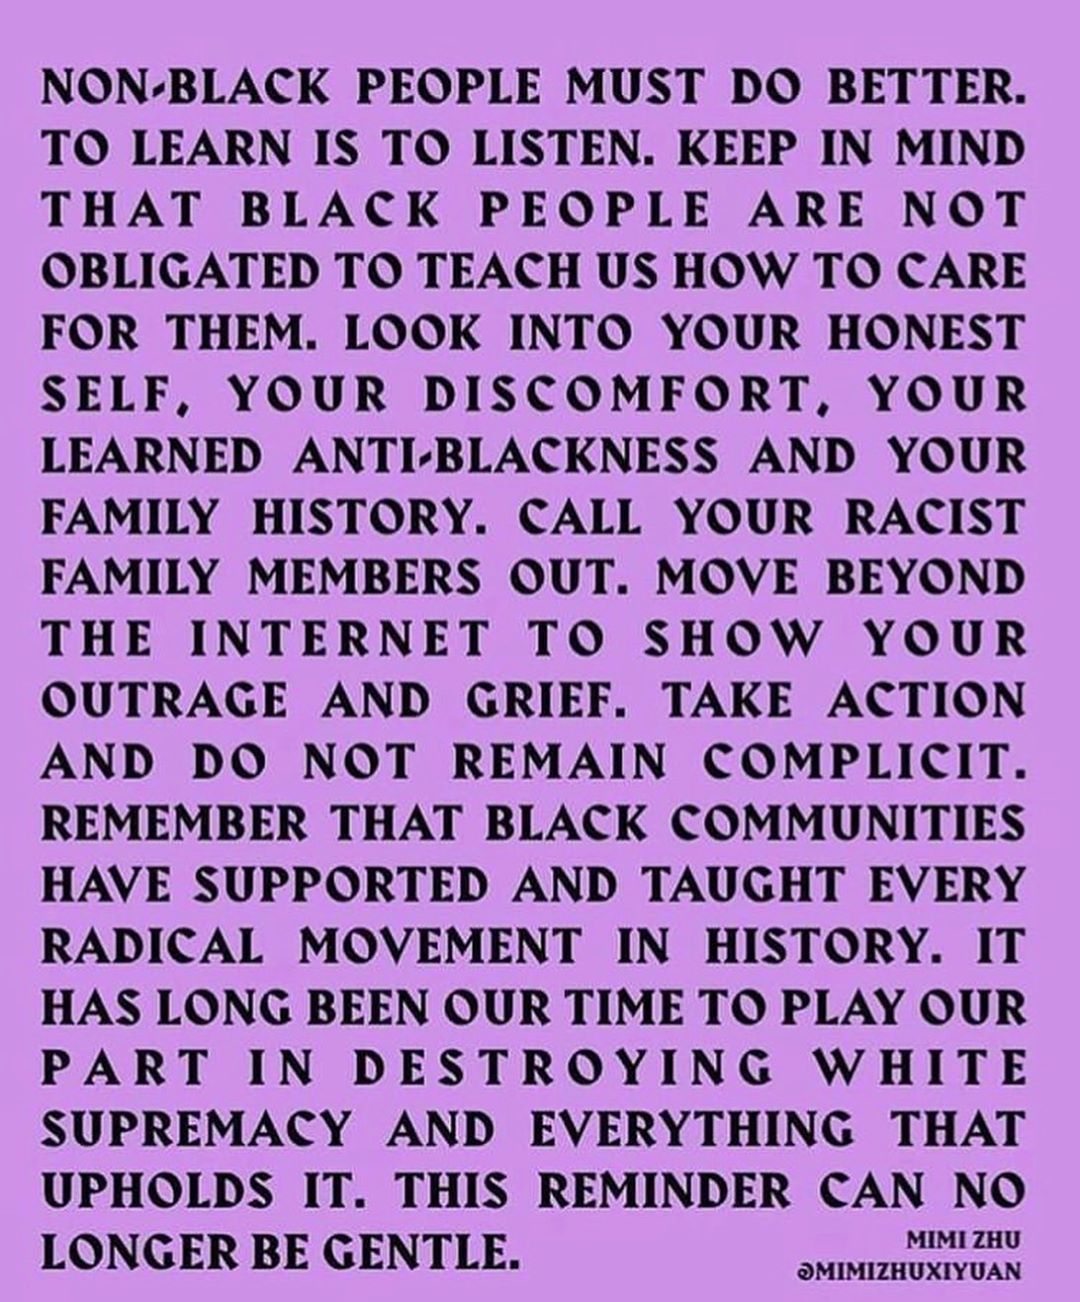 NON-BLACK PEOPLE MUST DO BETTER.
TO LEARN IS TO LISTEN. KEEP IN MIND
THAT BLACK PEOPLE ARE NOT
OBLIGATED TO TEACH US HOW TO CARE
FOR THEM. LOOK INTO YOUR HONEST
SELF, YOUR DISCOMFORT, YOUR
LEARNED ANTI-BLACKNESS AND YOUR
FAMILY HISTORY. CALL YOUR RACIST
FAMILY MEMBERS OUT. MOVE BEYOND
THE INTERNET TO SHOW YOUR
OUTRAGE AND GRIEF. TAKE ACTION
AND DO NOT REMAIN COMPLICIT.
REMEMBER THAT BLACK COMMUNITIES
HAVE SUPPORTED AND TAUGHT EVERY
RADICAL MOVEMENT IN HISTORY. IT
HAS LONG BEEN OUR TIME TO PLAY OUR
PART IN DESTROYING WHITE
SUPREMACY AND EVERYTHING THAT
UPHOLDS IT. THIS REMINDER CAN NO
LONGER BE GENTLE.
MIMI ZHU
@MIMIZHUXIYUAN